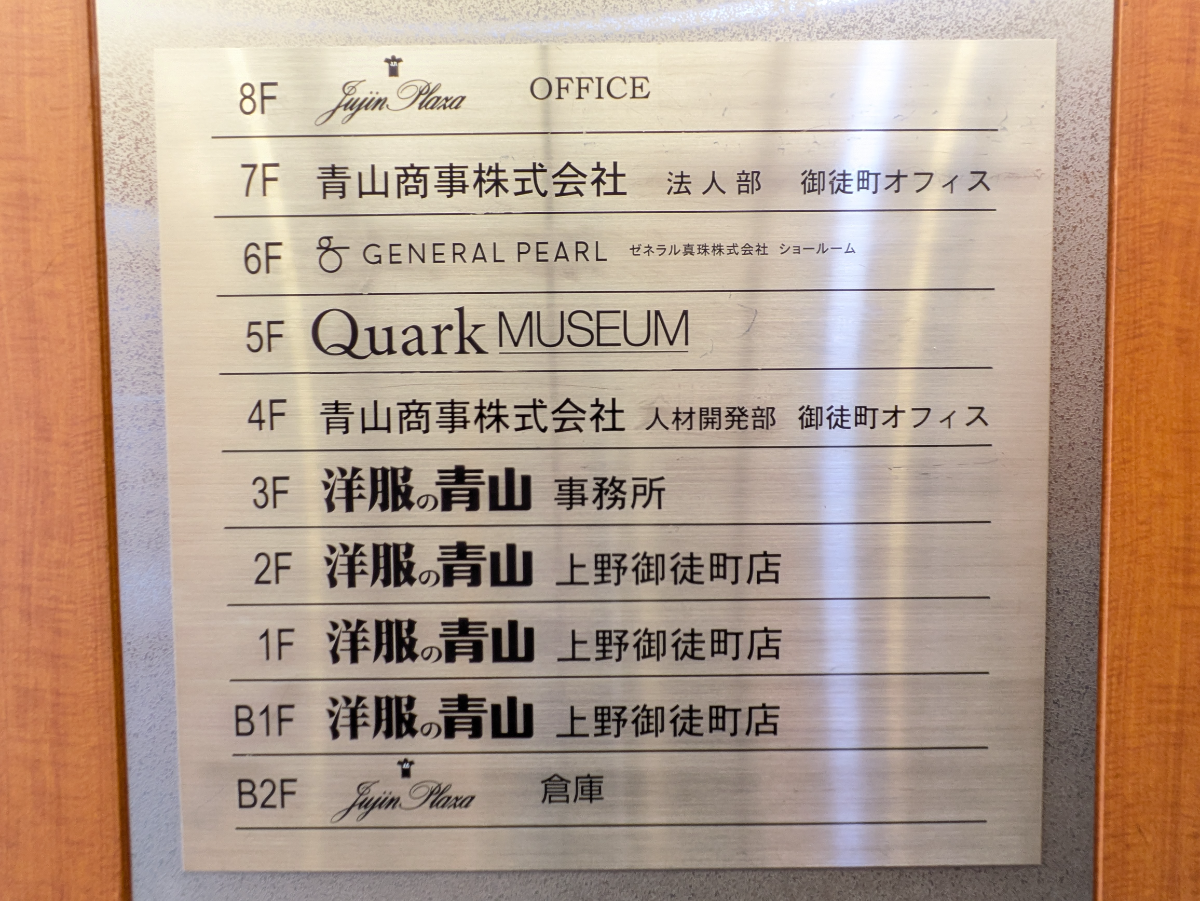 8F Jujin Plaza OFFICE
7F 青山商事株式会社 法人部 御徒町オフィス
6F GENERAL PEARL ゼネラル真珠株式会社 ショールーム
5F Quark MUSEUM
4F 青山商事株式会社 人材開発部 御徒町オフィス
3F 洋服の青山 事務所
2F 洋服の青山 上野御徒町店
1F 洋服の青山 上野御徒町店
B1F 洋服の青山 上野御徒町店
B2F Jujin Plaza 倉庫